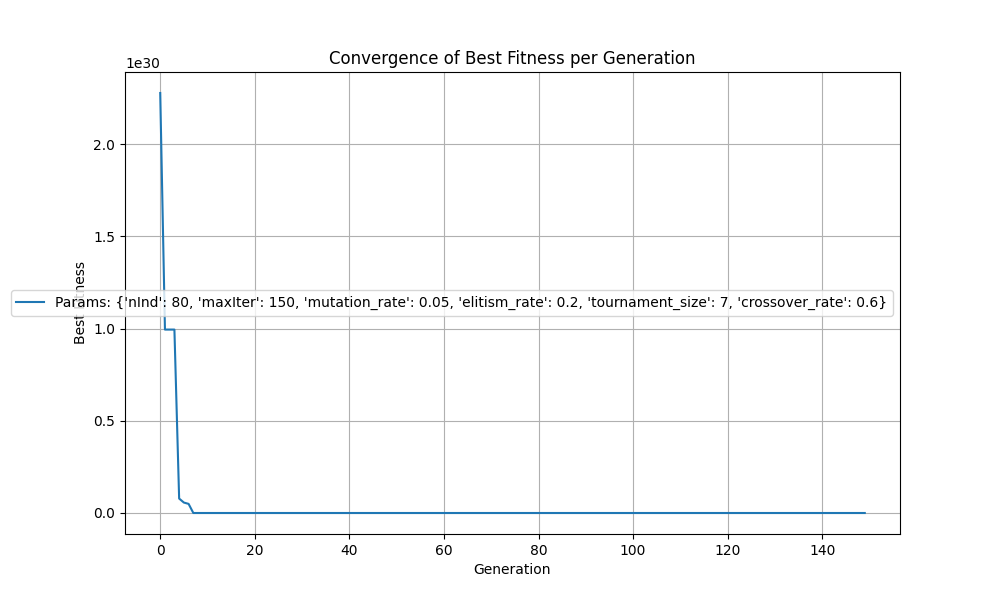 Convergence of Best Fitness per Generation
1e30
2.0
1.5
Params: {'nInd': 80, 'maxIter': 150, 'mutation_rate': 0.05, 'elitism_rate': 0.2, 'tournament_size': 7, 'crossover_rate': 0.6}
Best
1.0
0.5
0.0
0 20 40 60 80 100 120 140
Generation